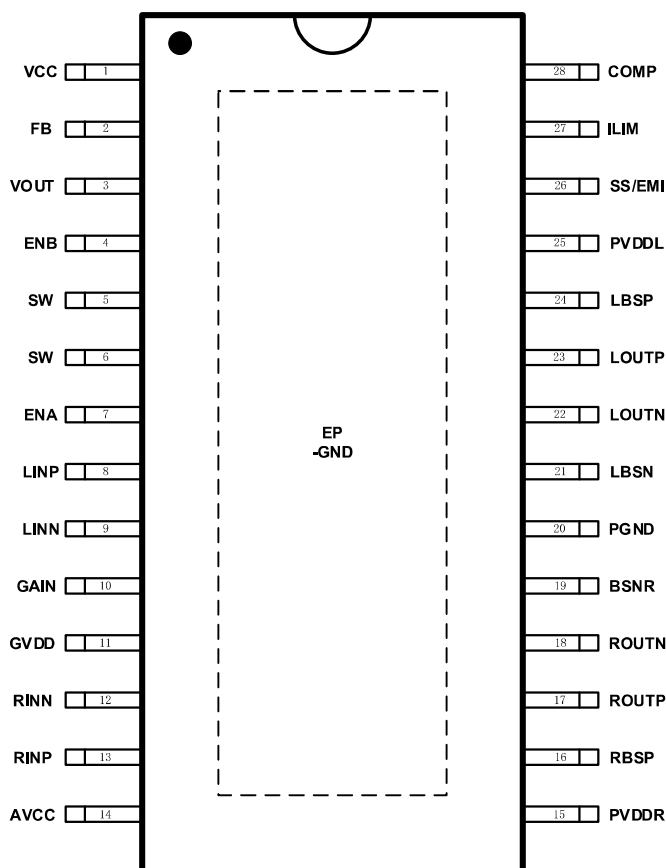 VCC 1
FB 2
VOUT 3
ENB 4
SW 5
SW 6
ENA 7
LINP 8
LINN 9
GAIN 10
GVDD 11
RINN 12
RINP 13
AVCC 14
EP
-GND
28 COMP
27 ILIM
26 SS/EMI
25 PVDDL
24 LBSP
23 LOUTP
22 LOUTN
21 LBSN
20 PGND
19 BSNR
18 ROUTN
17 ROUTP
16 RBSP
15 PVDDR